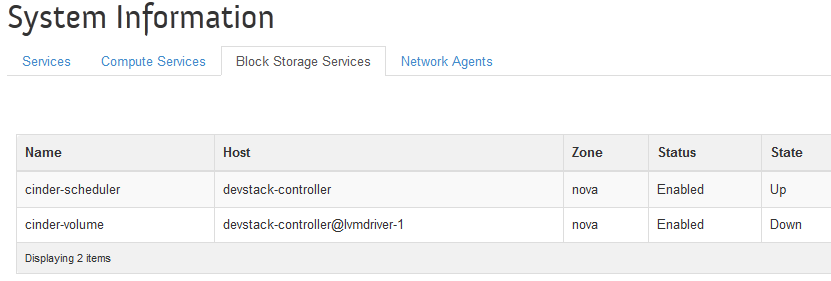 System Information
Services Compute Services Block Storage Services Network Agents
Name Host Zone Status State
cinder-scheduler devstack-controller nova Enabled Up
cinder-volume devstack-controller@lvmdriver-1 nova Enabled Down
Displaying 2 items